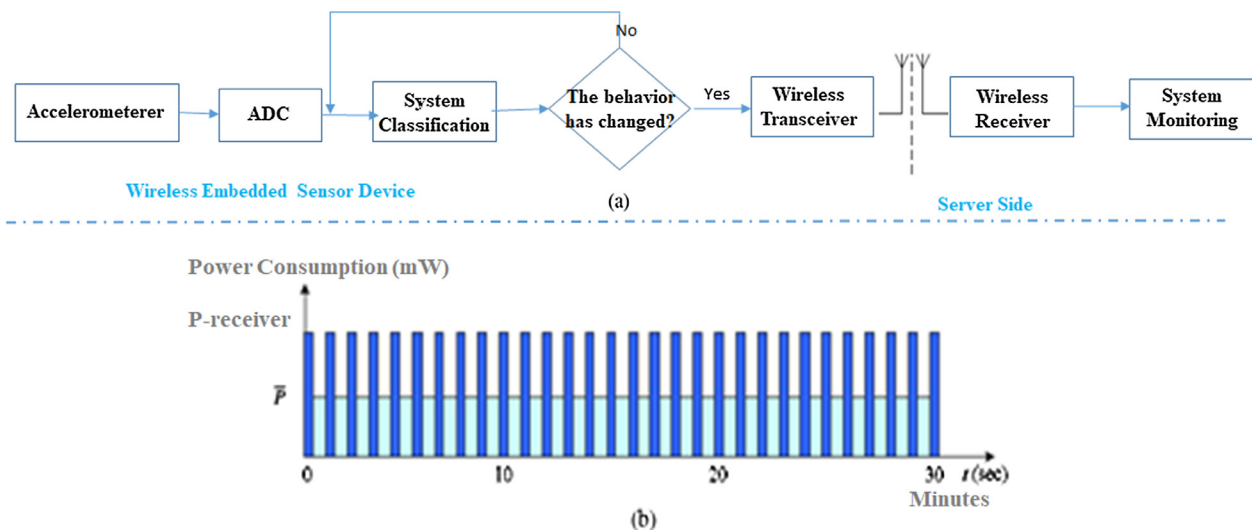 No
Accelerometerer
ADC
System
Classification
The behavior
has changed?
Yes
Wireless
Transceiver
Wireless
Receiver
System
Monitoring
Wireless Embedded Sensor Device
(a)
Server Side
Power Consumption (mW)
P-receiver
P̅
0 10 20 30 t (sec)
Minutes
(b)